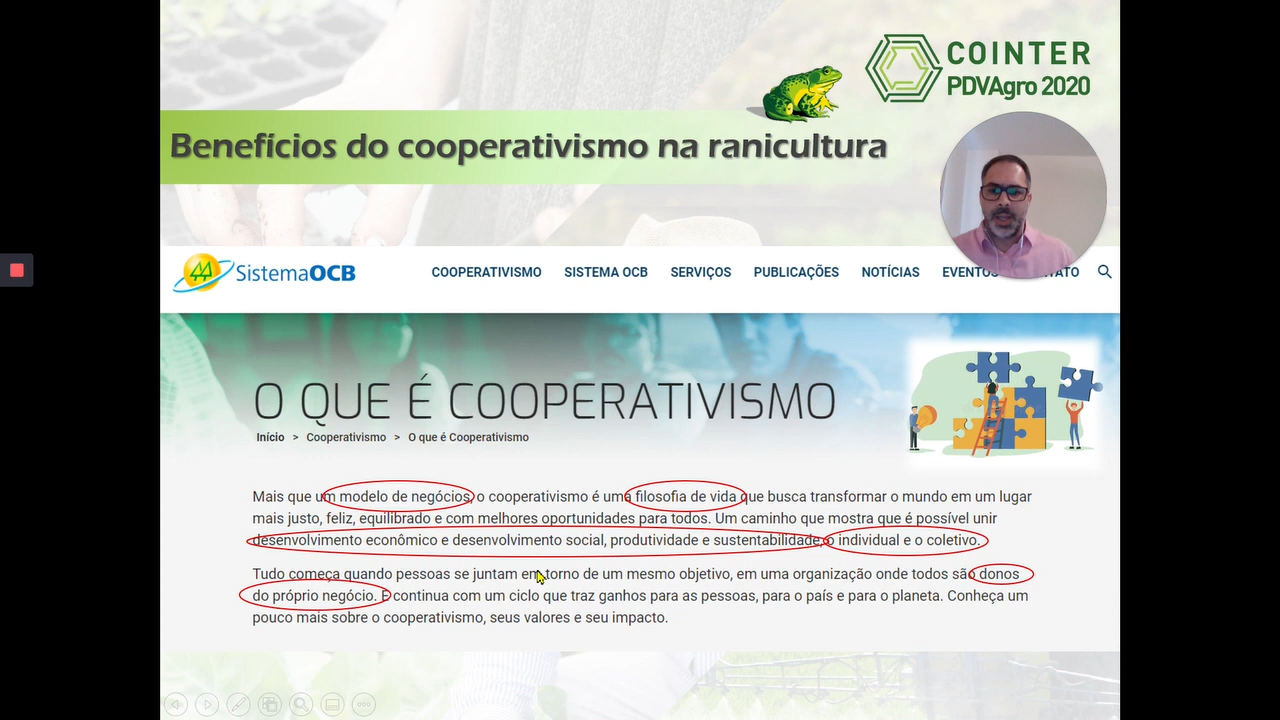 COINTER
PDVAgro 2020
Benefícios do cooperativismo na ranicultura
SistemaOCB
COOPERATIVISMO SISTEMA OCB SERVIÇOS PUBLICAÇÕES NOTÍCIAS EVENTOS
O QUE É COOPERATIVISMO
Início > Cooperativismo > O que é Cooperativismo
Mais que um modelo de negócios, o cooperativismo é uma filosofia de vida que busca transformar o mundo em um lugar
mais justo, feliz, equilibrado e com melhores oportunidades para todos. Um caminho que mostra que é possível unir
desenvolvimento econômico e desenvolvimento social, produtividade e sustentabilidade, o individual e o coletivo.
Tudo começa quando pessoas se juntam em torno de um mesmo objetivo, em uma organização onde todos são donos
do próprio negócio. E continua com um ciclo que traz ganhos para as pessoas, para o país e para o planeta. Conheça um
pouco mais sobre o cooperativismo, seus valores e seu impacto.